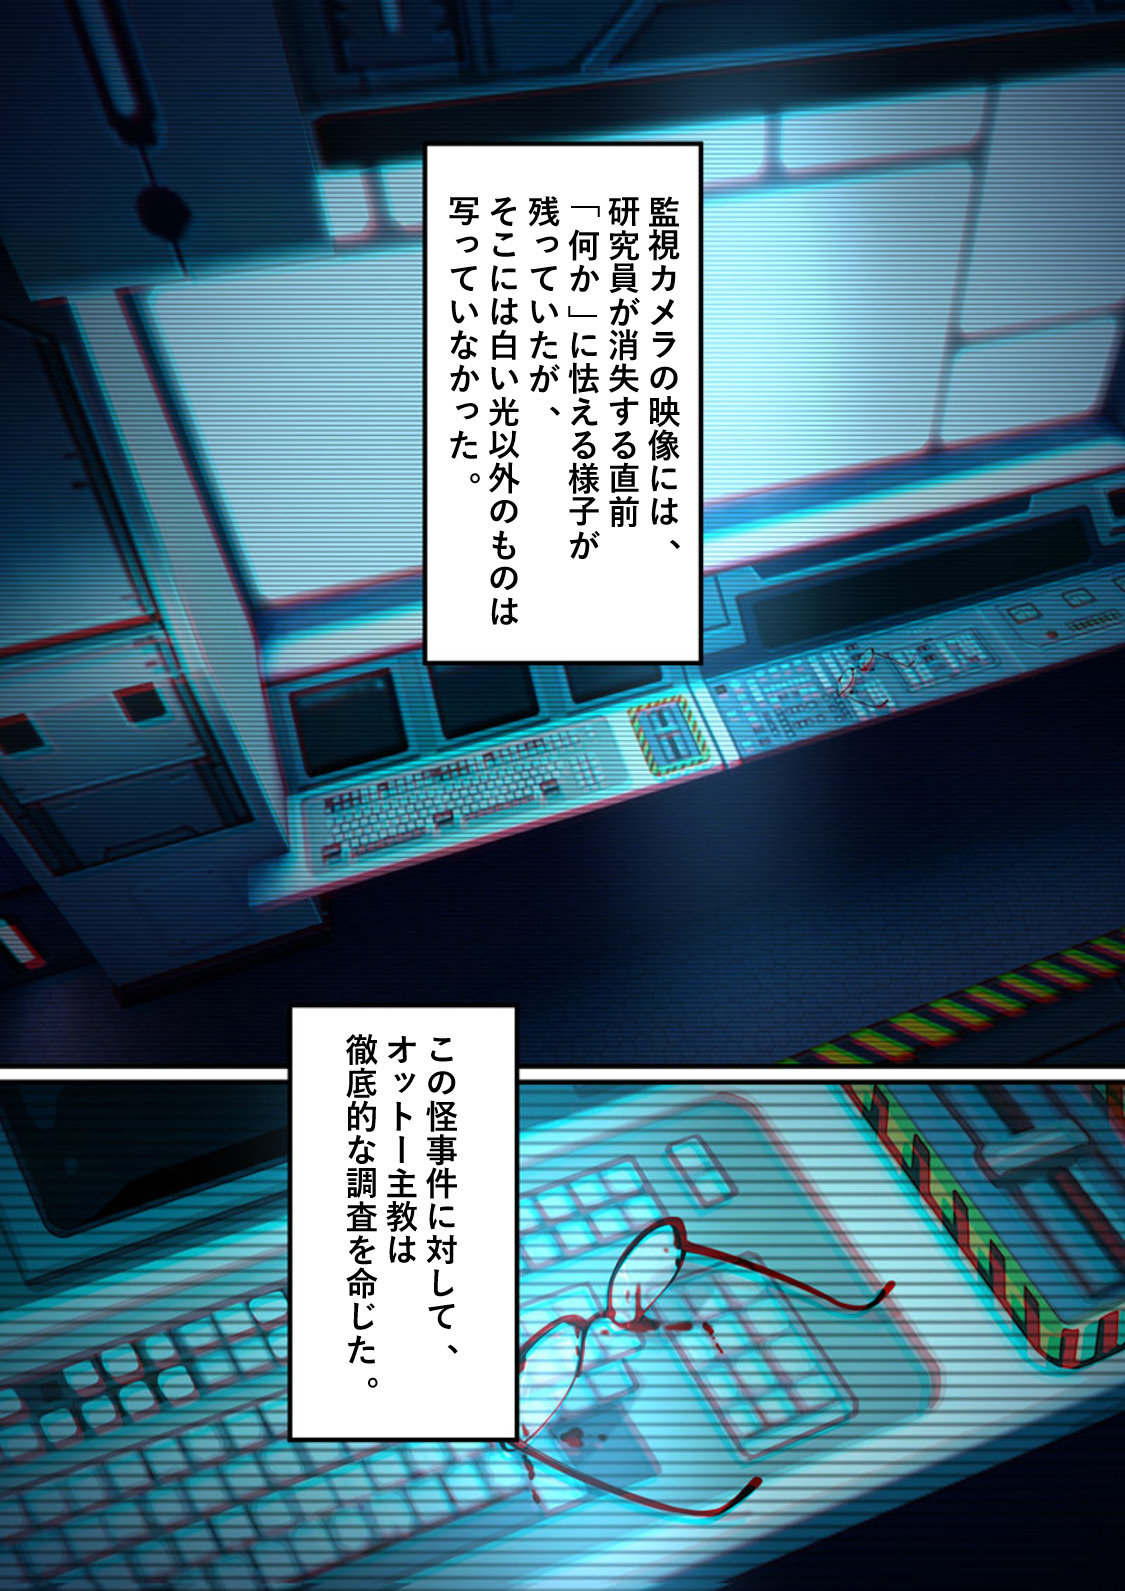 監視カメラの映像には、
研究員が消失する直前
「何か」に怯える様子が
残っていたが、
そこには白い光以外のものは
写っていなかった。
この怪事件に対して、
オットー主教は
徹底的な調査を命じた。